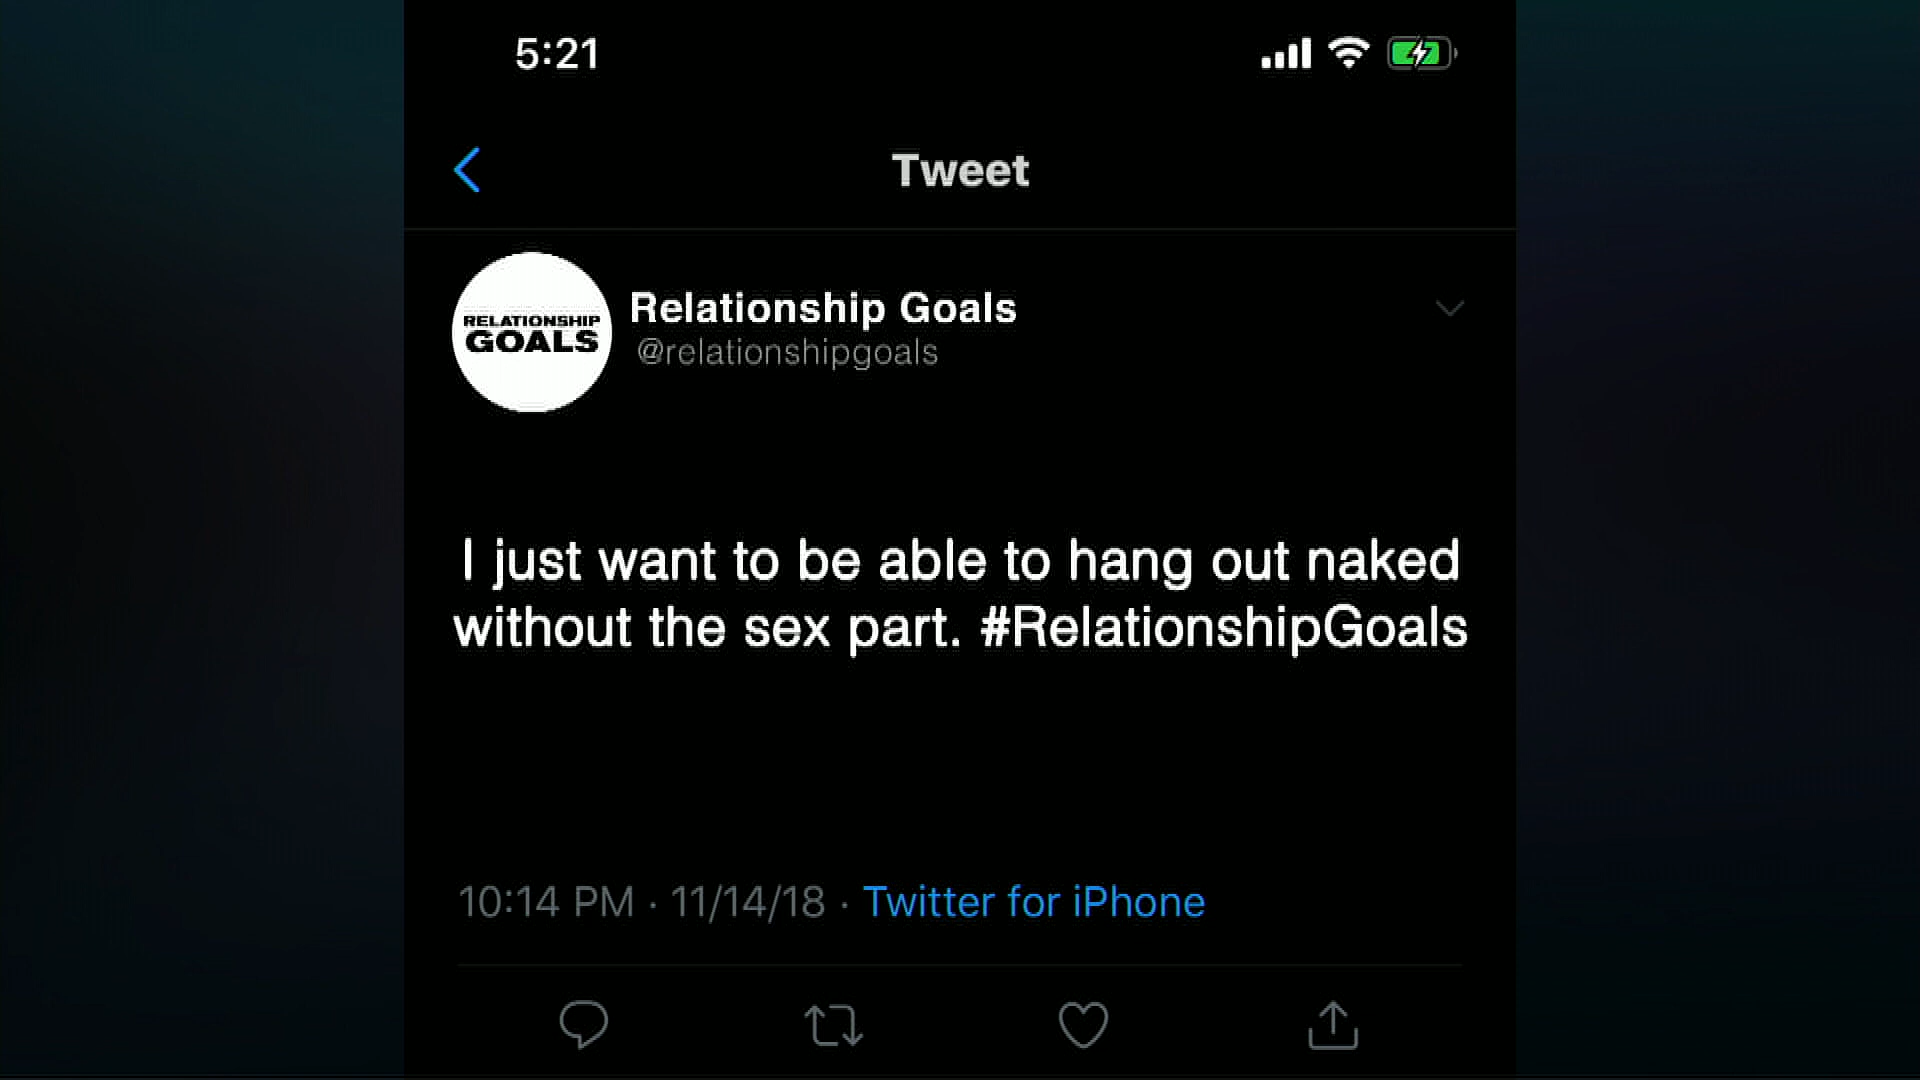 5:21
Tweet
RELATIONSHIP
GOALS
Relationship Goals
@relationshipgoals
I just want to be able to hang out naked
without the sex part. #RelationshipGoals
10:14 PM · 11/14/18 · Twitter for iPhone